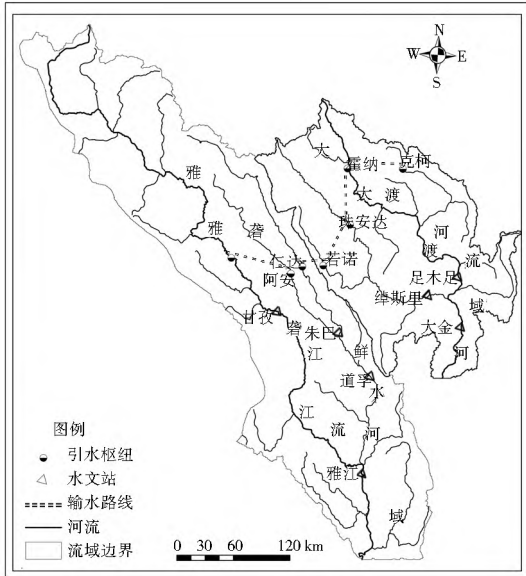 N
W E
S
大
霍纳
克柯
雅
大
渡
砻
珠安达
河
雅
渡
流
仁达
若诺
阿安
足木足
域
绰斯里
甘孜
砻
朱巴
大金
江
鲜
河
道孚
水
江
流
河
雅江
域
图例
引水枢纽
水文站
输水路线
河流
流域边界
0 30 60 120 km